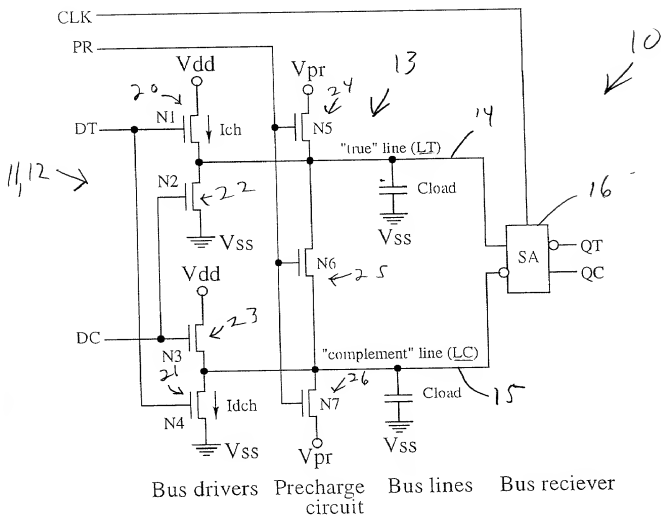 CLK
PR
10
Vdd
Vpr
13
20
24
N1
Ich
N5
DT
"true" line (LT)
14
11,12
N2
22
Cload
16
Vss
Vss
SA
QT
QC
Vdd
N6
25
23
DC
N3
"complement" line (LC)
21
26
15
N4
Idch
N7
Cload
Vss
Vpr
Vss
Bus drivers
Precharge
circuit
Bus lines
Bus reciever